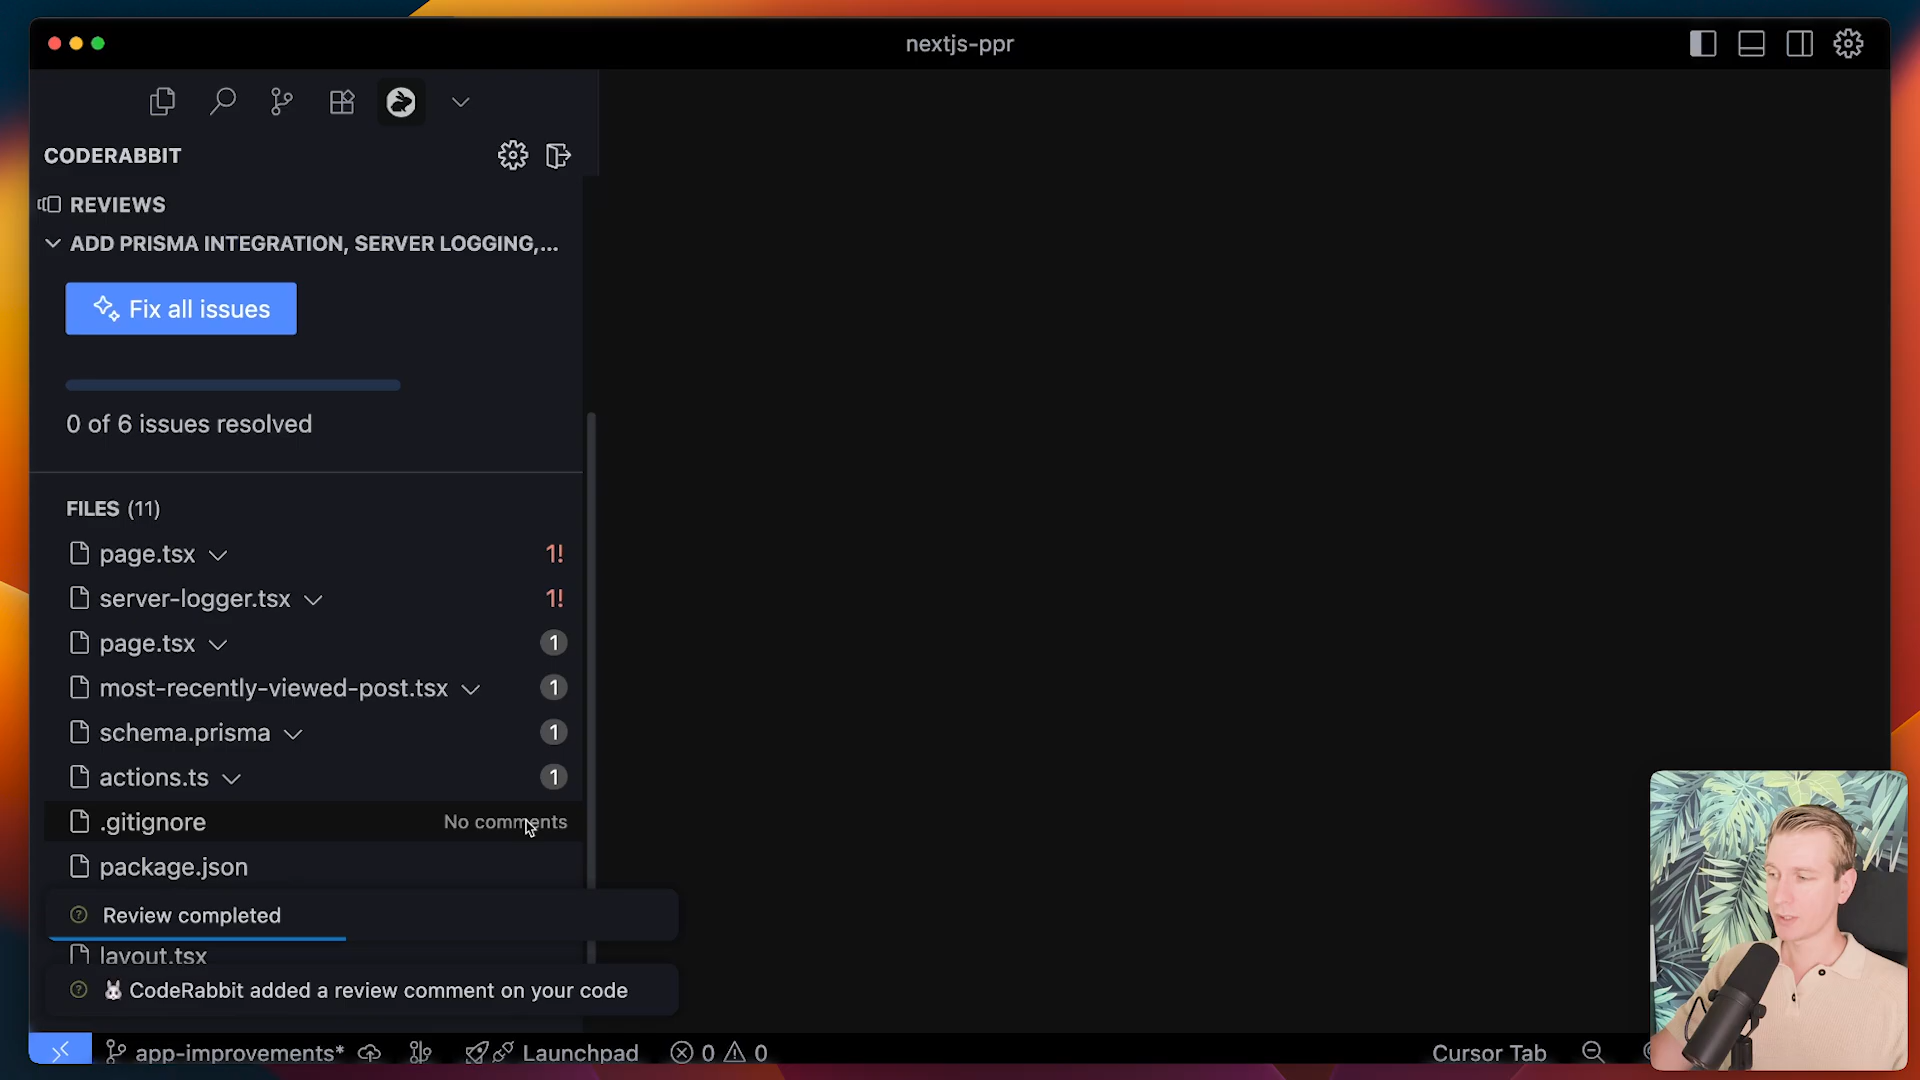 nextjs-ppr
CODERABBIT
REVIEWS
ADD PRISMA INTEGRATION, SERVER LOGGING,...
Fix all issues
0 of 6 issues resolved
FILES (11)
page.tsx 1!
server-logger.tsx 1!
page.tsx 1
most-recently-viewed-post.tsx 1
schema.prisma 1
actions.ts 1
.gitignore No comments
package.json
Review completed
layout.tsx
CodeRabbit added a review comment on your code
app-improvements* Launchpad 0 0 Cursor Tab